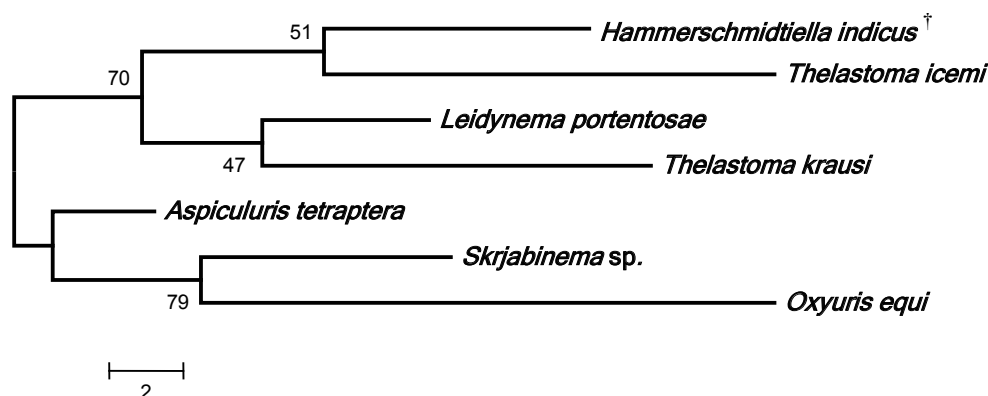 51
Hammerschmidtiella indicus †
70
Thelastoma icemi
Leidynema portentosae
47
Thelastoma krausi
Aspiculuris tetraptera
Skrjabinema sp.
79
Oxyuris equi
2